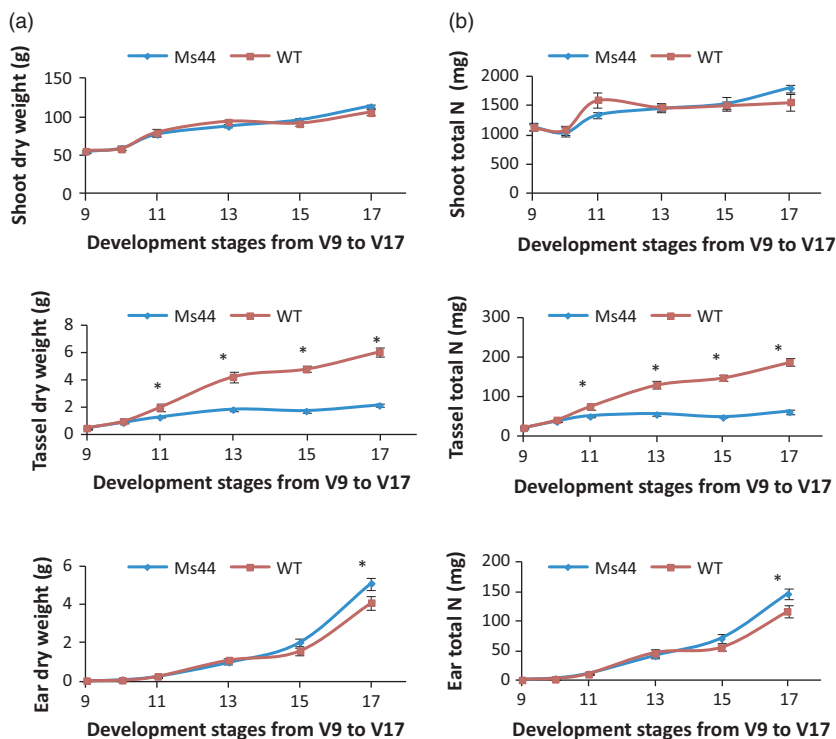 (a)
Ms44 WT
Shoot dry weight (g)
150
100
50
0
9 11 13 15 17
Development stages from V9 to V17
Ms44 WT
Tassel dry weight (g)
6
4
2
0
* * * *
9 11 13 15 17
Development stages from V9 to V17
Ms44 WT
Ear dry weight (g)
6
4
2
0
*
9 11 13 15 17
Development stages from V9 to V17
(b)
Ms44 WT
Shoot total N (mg)
2000
1500
1000
500
0
9 11 13 15 17
Development stages from V9 to V17
Ms44 WT
Tassel total N (mg)
300
200
100
0
* * * *
9 11 13 15 17
Development stages from V9 to V17
Ms44 WT
Ear total N (mg)
200
150
100
50
0
*
9 11 13 15 17
Development stages from V9 to V17